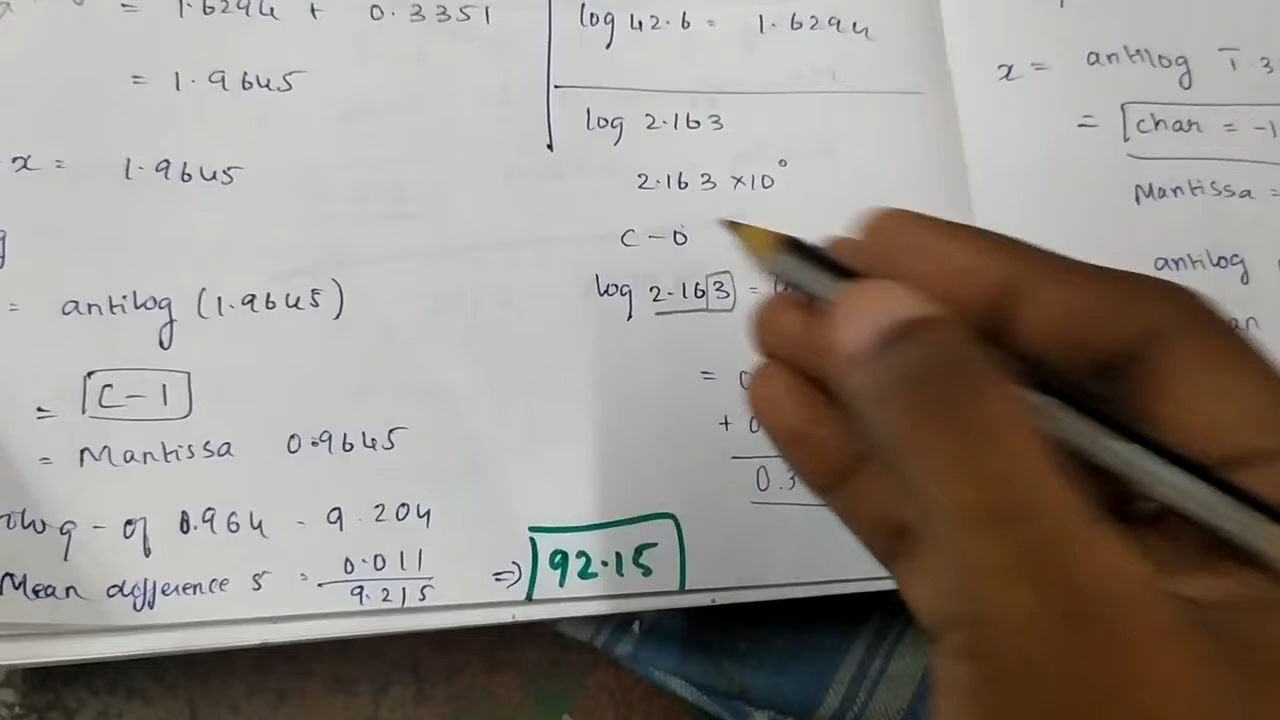 = 1.6294 + 0.3351
= 1.9645
x = 1.9645
= antilog (1.9645)
= C-1
= Mantissa 0.9645
of 0.964 = 9.204
Mean difference 5 = 0.011
9.215
=> 92.15
log 42.6 = 1.6294
log 2.163
2.163 ×10°
C-0
log 2.163 =
=
+
0.3
x = antilog
= char = -1
Mantissa =
antilog